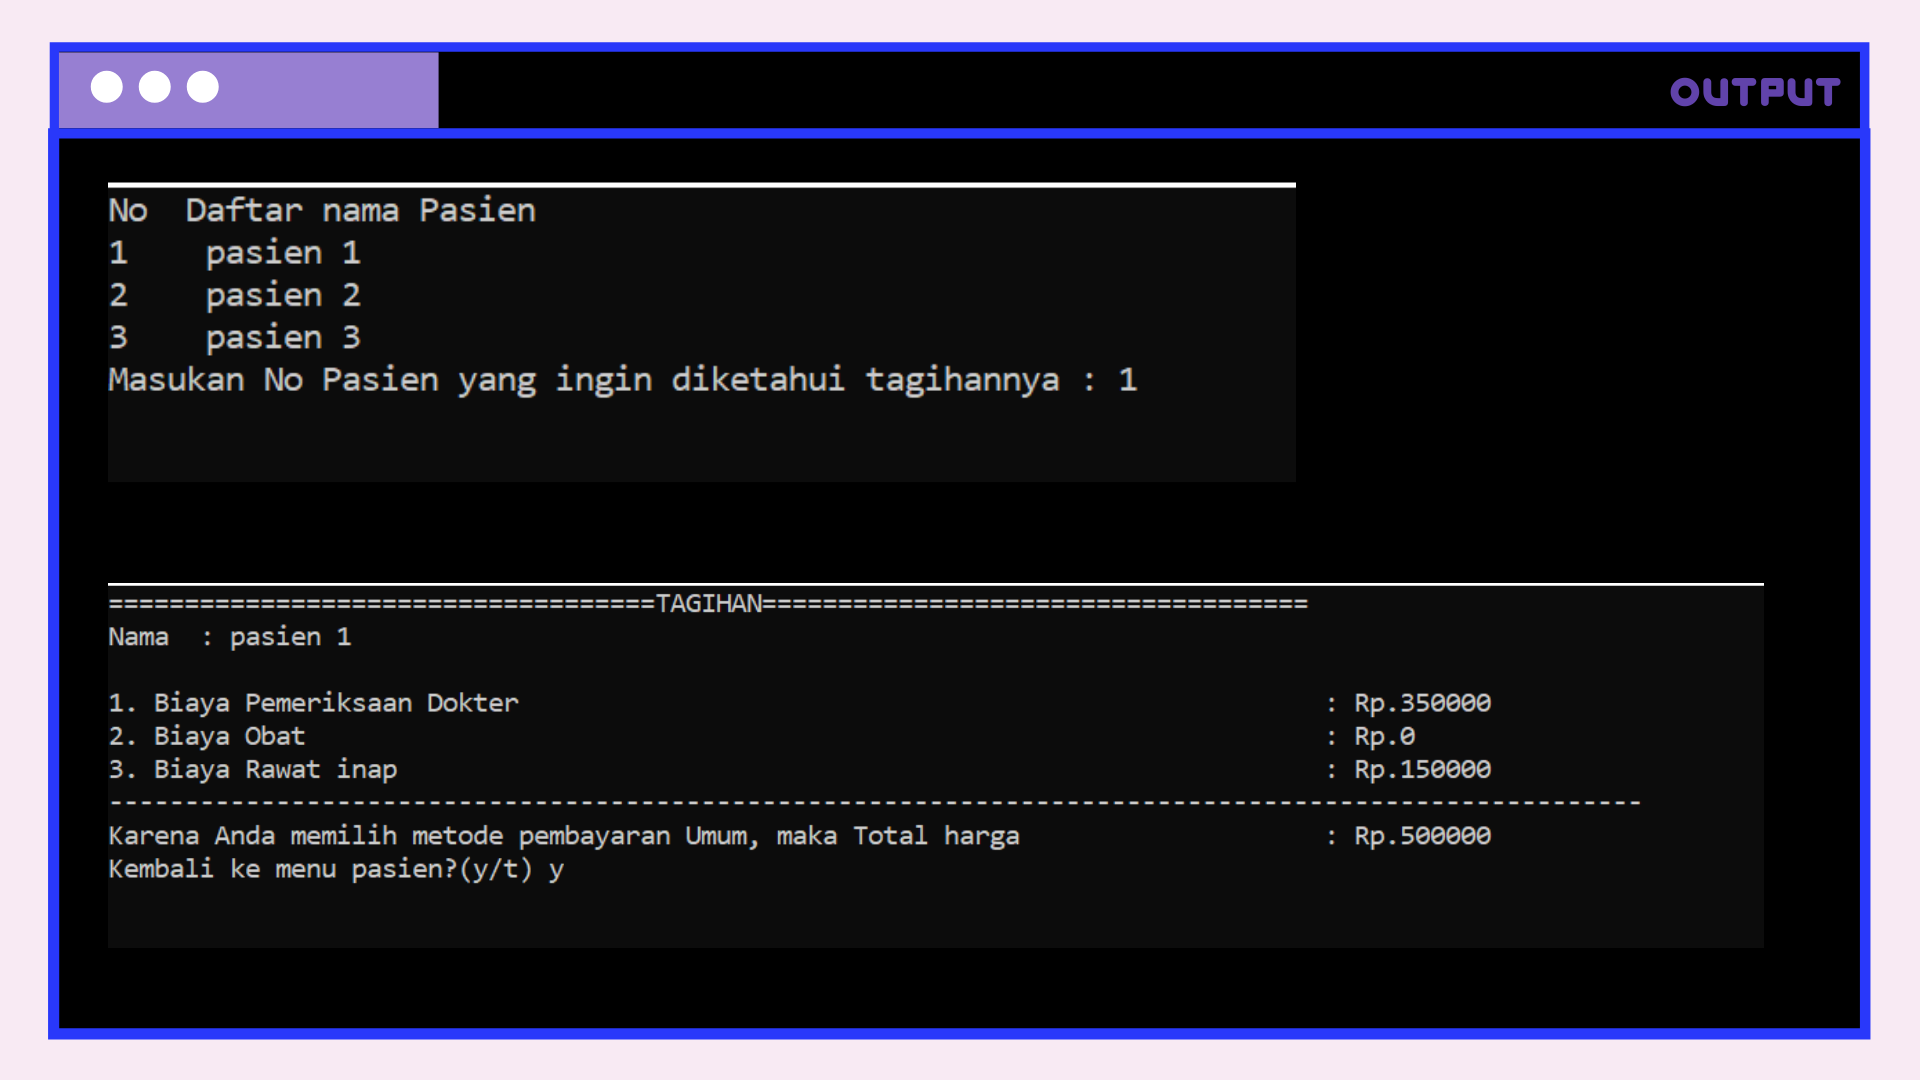 OUTPUT
No  Daftar nama Pasien
1    pasien 1
2    pasien 2
3    pasien 3
Masukan No Pasien yang ingin diketahui tagihannya : 1
====================================TAGIHAN====================================
Nama  : pasien 1
1. Biaya Pemeriksaan Dokter : Rp.350000
2. Biaya Obat : Rp.0
3. Biaya Rawat inap : Rp.150000
-----------------------------------------------------------------------------------------------------
Karena Anda memilih metode pembayaran Umum, maka Total harga : Rp.500000
Kembali ke menu pasien?(y/t) y